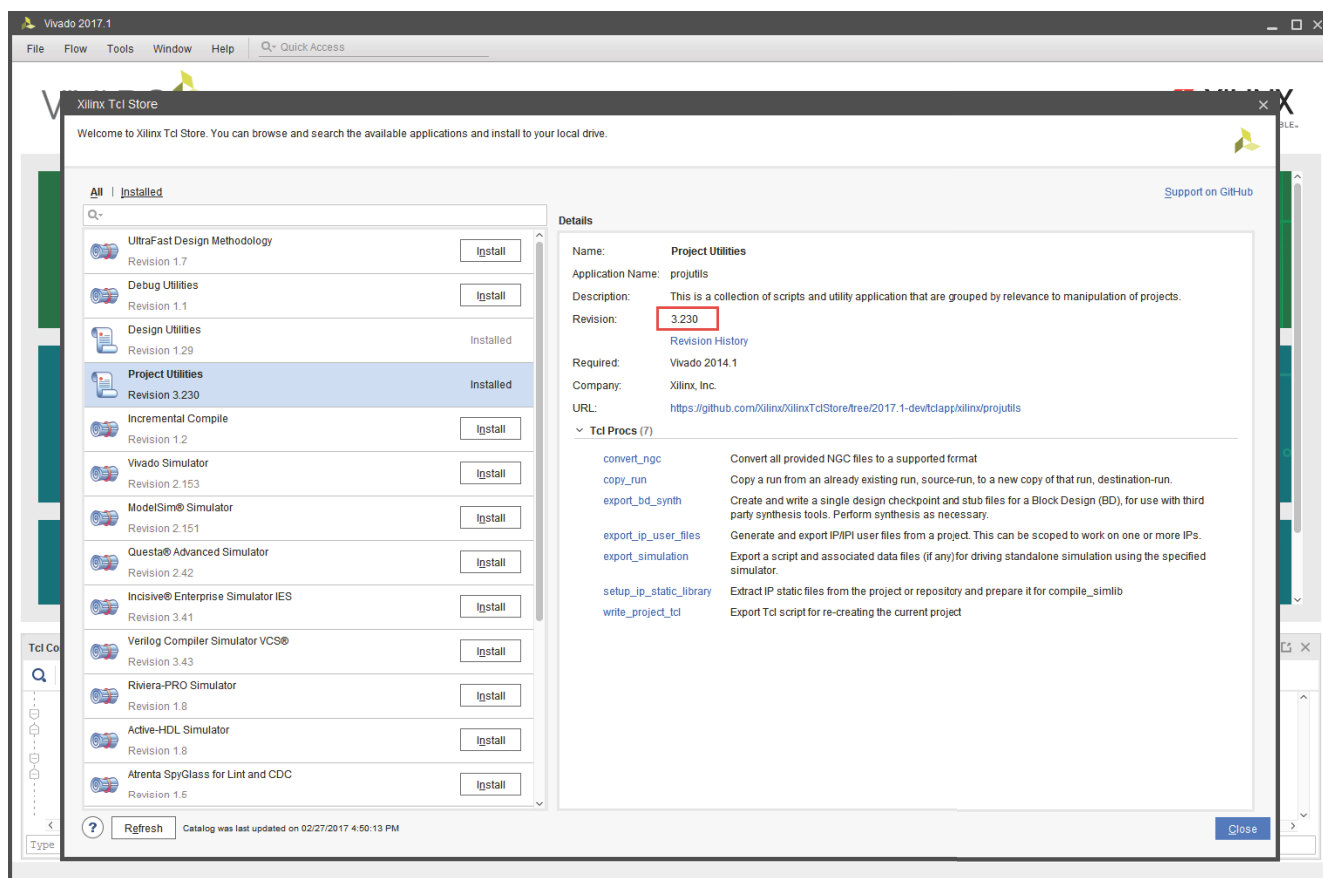 Vivado 2017.1
File Flow Tools Window Help Quick Access
Xilinx Tcl Store
Welcome to Xilinx Tcl Store. You can browse and search the available applications and install to your local drive.
All | Installed
Support on GitHub
UltraFast Design Methodology
Revision 1.7
Install
Debug Utilities
Revision 1.1
Install
Design Utilities
Revision 1.29
Installed
Project Utilities
Revision 3.230
Installed
Incremental Compile
Revision 1.2
Install
Vivado Simulator
Revision 2.153
Install
ModelSim® Simulator
Revision 2.151
Install
Questa® Advanced Simulator
Revision 2.42
Install
Incisive® Enterprise Simulator IES
Revision 3.41
Install
Verilog Compiler Simulator VCS®
Revision 3.43
Install
Riviera-PRO Simulator
Revision 1.8
Install
Active-HDL Simulator
Revision 1.8
Install
Atrenta SpyGlass for Lint and CDC
Revision 1.5
Install
Details
Name: Project Utilities
Application Name: projutils
Description: This is a collection of scripts and utility application that are grouped by relevance to manipulation of projects.
Revision: 3.230
Revision History
Required: Vivado 2014.1
Company: Xilinx, Inc.
URL: https://github.com/Xilinx/XilinxTclStore/tree/2017.1-dev/tclapp/xilinx/projutils
Tcl Procs (7)
convert_ngc Convert all provided NGC files to a supported format
copy_run Copy a run from an already existing run, source-run, to a new copy of that run, destination-run.
export_bd_synth Create and write a single design checkpoint and stub files for a Block Design (BD), for use with third
party synthesis tools. Perform synthesis as necessary.
export_ip_user_files Generate and export IP/IPI user files from a project. This can be scoped to work on one or more IPs.
export_simulation Export a script and associated data files (if any)for driving standalone simulation using the specified
simulator.
setup_ip_static_library Extract IP static files from the project or repository and prepare it for compile_simlib
write_project_tcl Export Tcl script for re-creating the current project
Tcl Co
Type
? Refresh Catalog was last updated on 02/27/2017 4:50:13 PM
Close